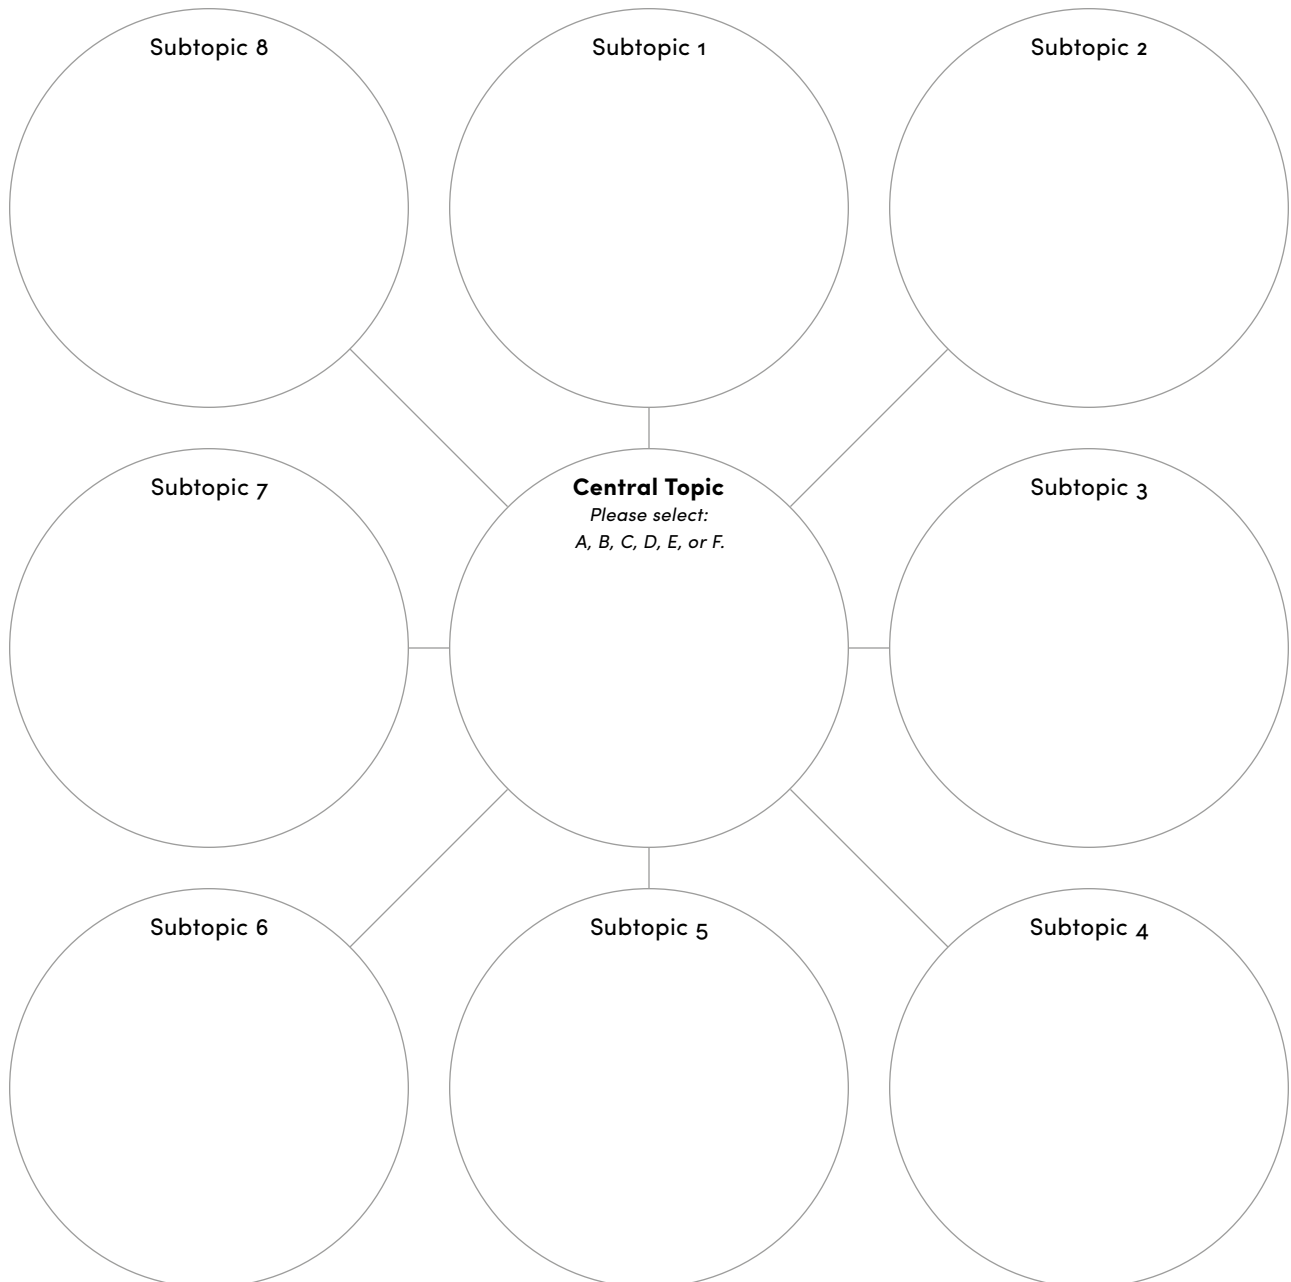 Subtopic 8
Subtopic 1
Subtopic 2
Subtopic 7
Central Topic
Please select:
A, B, C, D, E, or F.
Subtopic 3
Subtopic 6
Subtopic 5
Subtopic 4